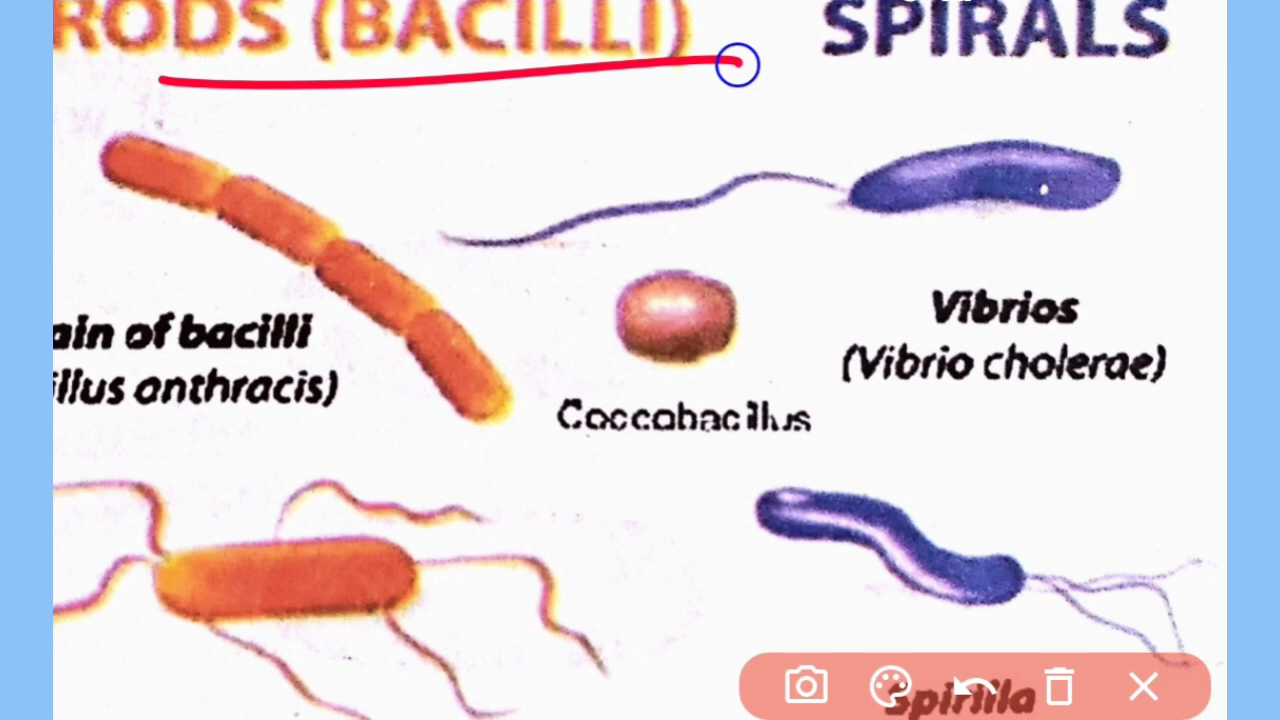 RODS (BACILLI)
SPIRALS
ain of bacilli
illus anthracis)
Coccobacillus
Vibrios
(Vibrio cholerae)
Spirilla